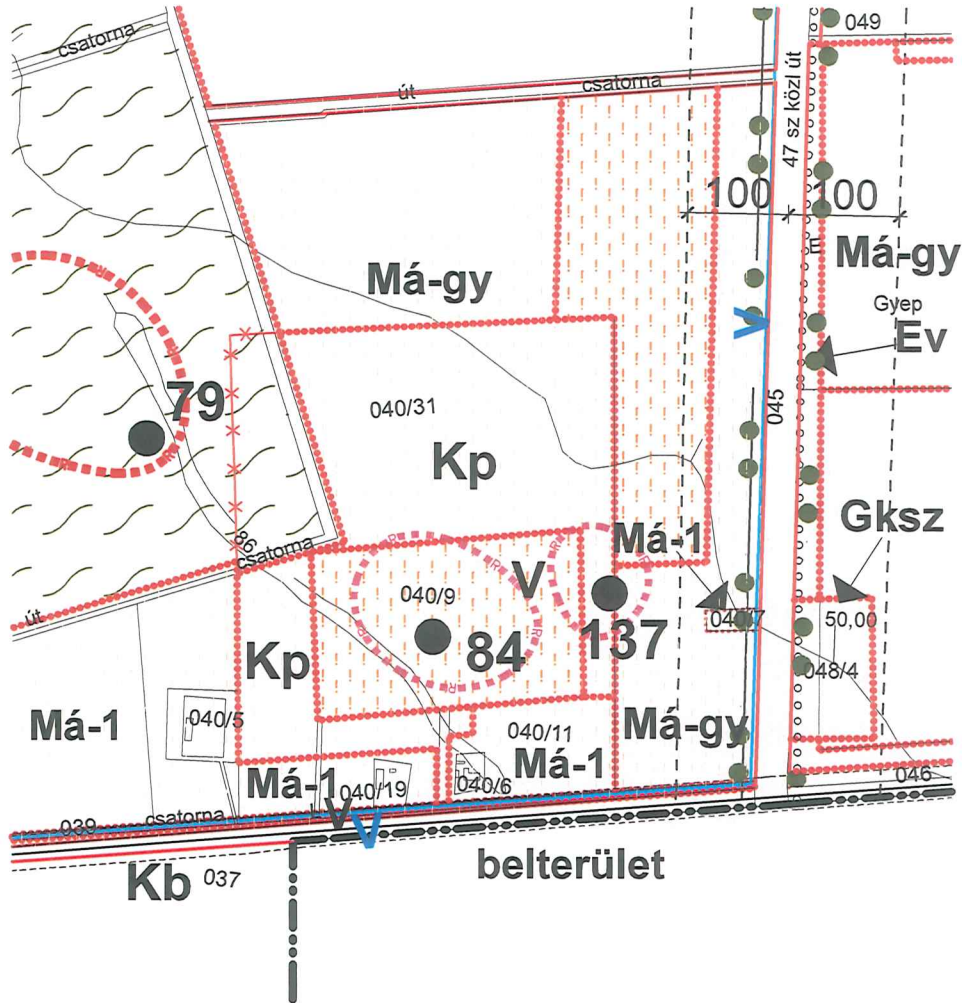 csatorna
049
út
csatorna
47 sz közl út
100
100
E
Má-gy
Má-gy
Gyep
V
Ev
79
040/31
045
Kp
Gksz
86
csatorna
Má-1
V
040/9
R
R
R
R
R
út
84
137
040/7
50,00
048/4
Kp
Má-1
040/5
040/11
Má-gy
Má-1
Má-1
040/19
040/6
046
039
csatorna
V
V
belterület
Kb
037